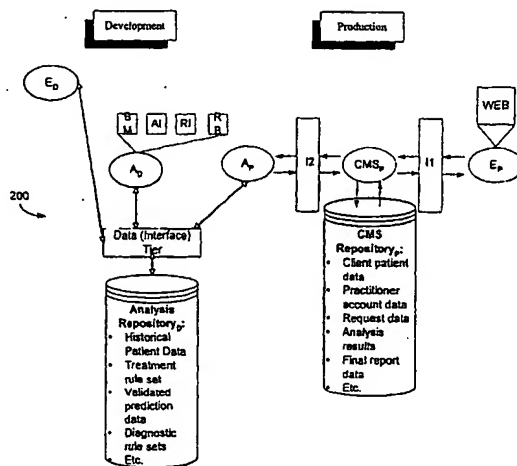 Development
Production
E_D
B M
AI
RI
R B
WEB
A_D
A_P
I2
CMS_P
I1
E_P
200
Data (Interface)
Tier
Analysis
Repository_D:
• Historical
Patient Data
• Treatment
rule set
• Validated
prediction
data
• Diagnostic
rule sets
• Etc.
CMS
Repository_P:
• Client patient
data
• Practitioner
account data
• Request data
• Analysis
results
• Final report
data
• Etc.